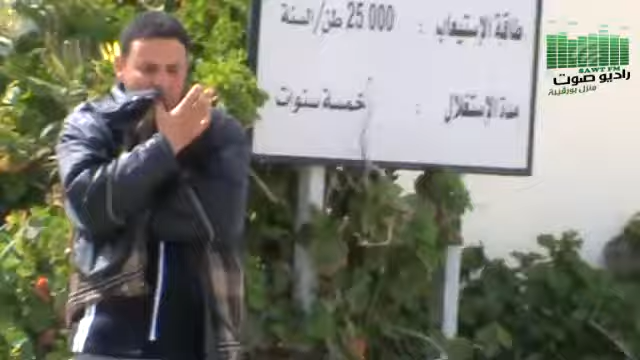 طاقة الإستيعاب : 25 000 طن/السنة
مدة الإستغلال : خمسة سنوات
SAWT FM
راديو صوت
منزل بورقيبة